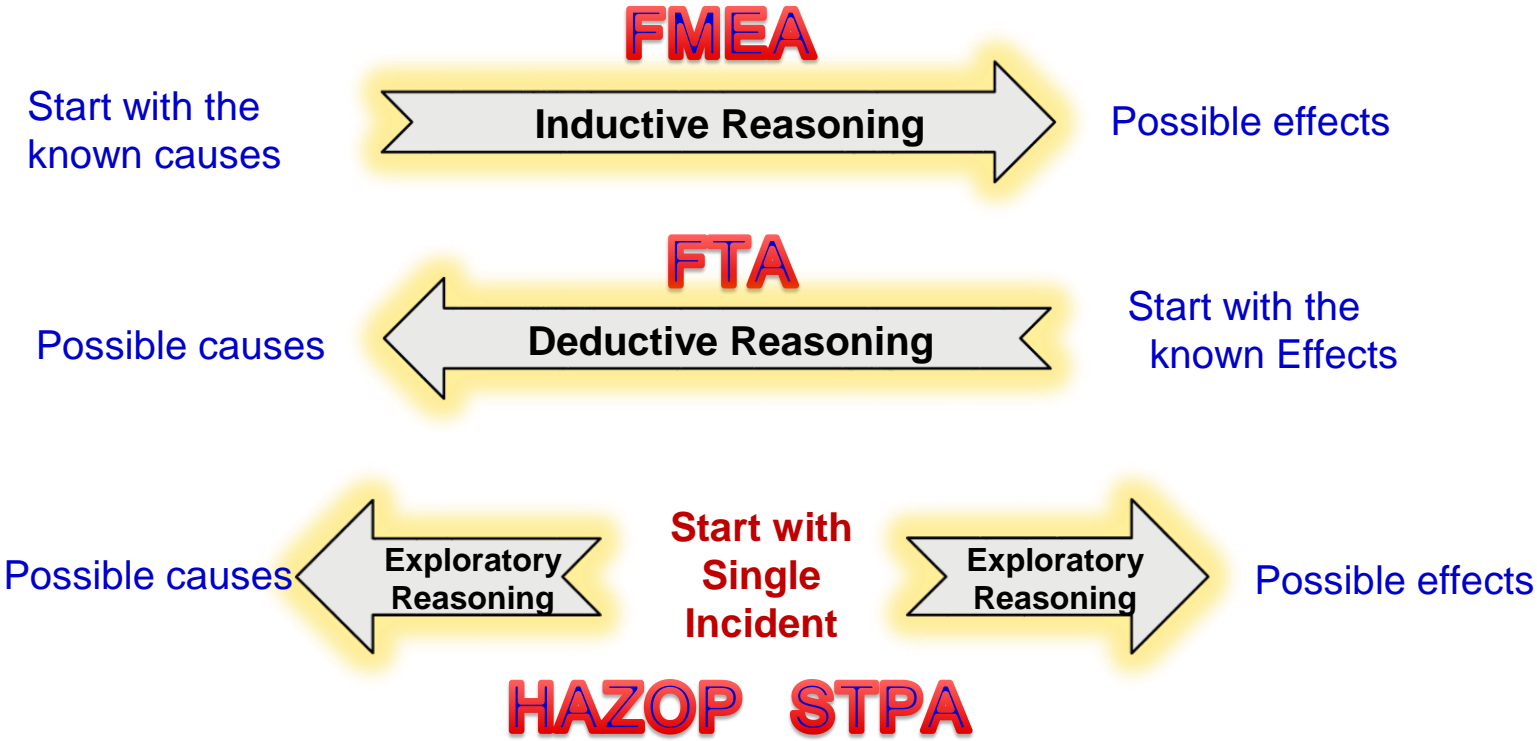 FMEA
Start with the
known causes
Inductive Reasoning
Possible effects
FTA
Possible causes
Deductive Reasoning
Start with the
known Effects
Possible causes
Exploratory
Reasoning
Start with
Single
Incident
Exploratory
Reasoning
Possible effects
HAZOP STPA